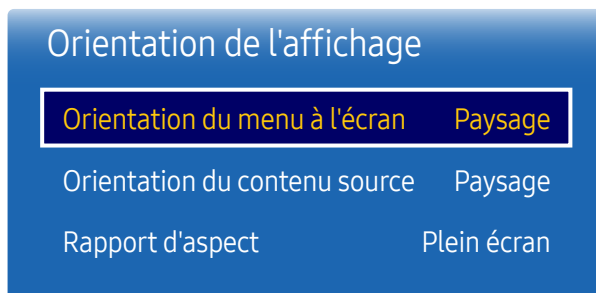 Orientation de l'affichage
Orientation du menu à l'écran Paysage
Orientation du contenu source Paysage
Rapport d'aspect Plein écran